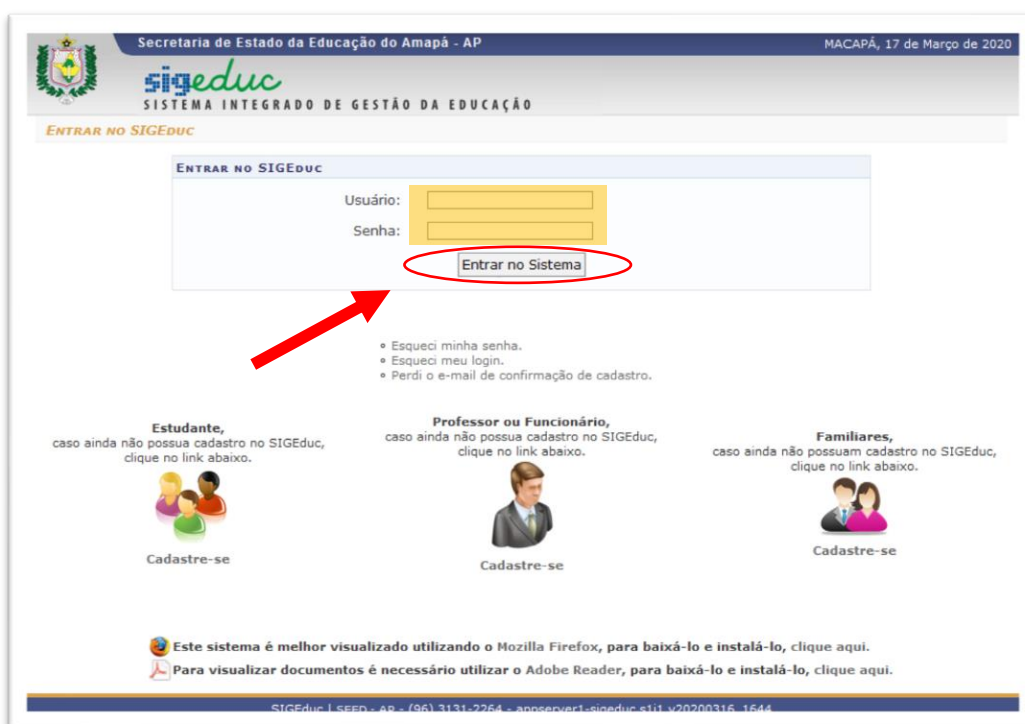 Secretaria de Estado da Educação do Amapá - AP
MACAPÁ, 17 de Março de 2020
sigeduc
SISTEMA INTEGRADO DE GESTÃO DA EDUCAÇÃO
ENTRAR NO SIGEDUC
ENTRAR NO SIGEDUC
Usuário:
Senha:
Entrar no Sistema
Esqueci minha senha.
Esqueci meu login.
Perdi o e-mail de confirmação de cadastro.
Estudante,
caso ainda não possua cadastro no SIGEduc,
clique no link abaixo.
Cadastre-se
Professor ou Funcionário,
caso ainda não possua cadastro no SIGEduc,
clique no link abaixo.
Cadastre-se
Familiares,
caso ainda não possuam cadastro no SIGEduc,
clique no link abaixo.
Cadastre-se
Este sistema é melhor visualizado utilizando o Mozilla Firefox, para baixá-lo e instalá-lo, clique aqui.
Para visualizar documentos é necessário utilizar o Adobe Reader, para baixá-lo e instalá-lo, clique aqui.
SIGEduc | SEED - AP - (96) 3131-2264 - appserver1-sigeduc.s1i1 v20200316_1644